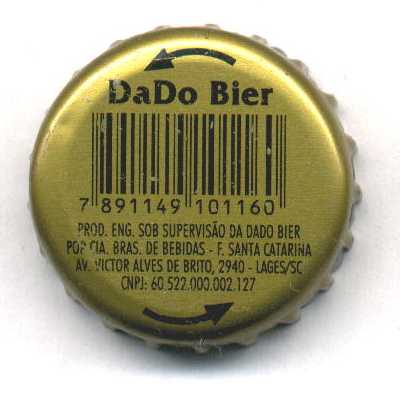 DaDo Bier
7 891149 101160
PROD. ENG. SOB SUPERVISÃO DA DADO BIER
POR CIA. BRAS. DE BEBIDAS - F. SANTA CATARINA
AV. VICTOR ALVES DE BRITO, 2940 - LAGES/SC
CNPJ: 60.522.000.002.127